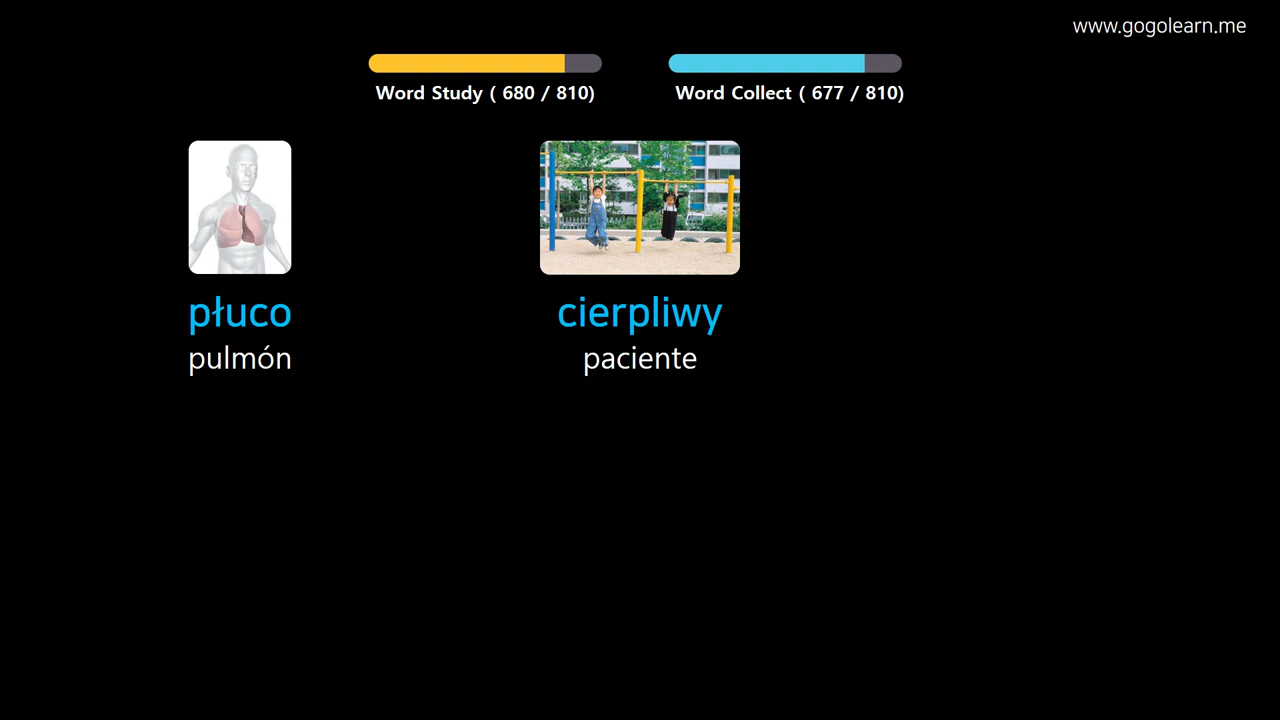 www.gogolearn.me
Word Study ( 680 / 810)
Word Collect ( 677 / 810)
płuco
pulmón
cierpliwy
paciente